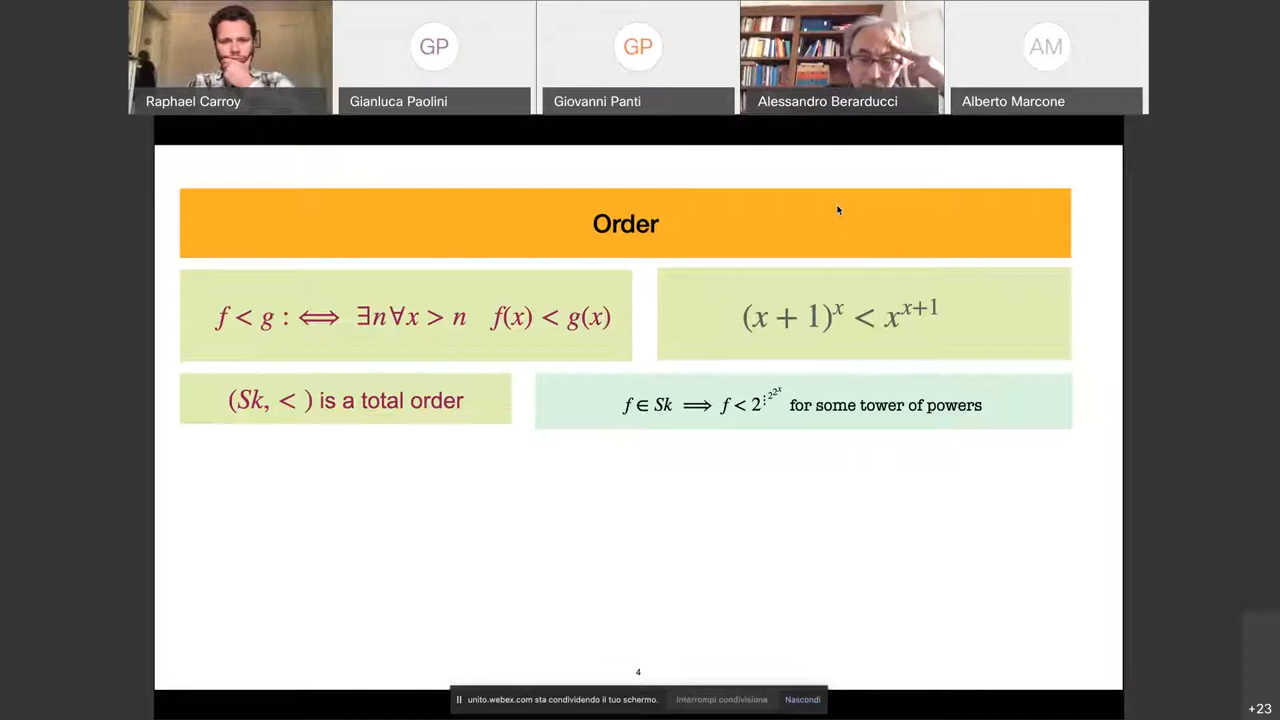 GP
GP
AM
Raphael Carroy
Gianluca Paolini
Giovanni Panti
Alessandro Berarducci
Alberto Marcone
Order
f < g : ⟺ ∃n∀x > n f(x) < g(x)
(x + 1)^x < x^{x+1}
(Sk, < ) is a total order
f ∈ Sk ⟹ f < 2^{⋮^{2^{2^x}}} for some tower of powers
4
unito.webex.com sta condividendo il tuo schermo.
Interrompi condivisione
Nascondi
+23